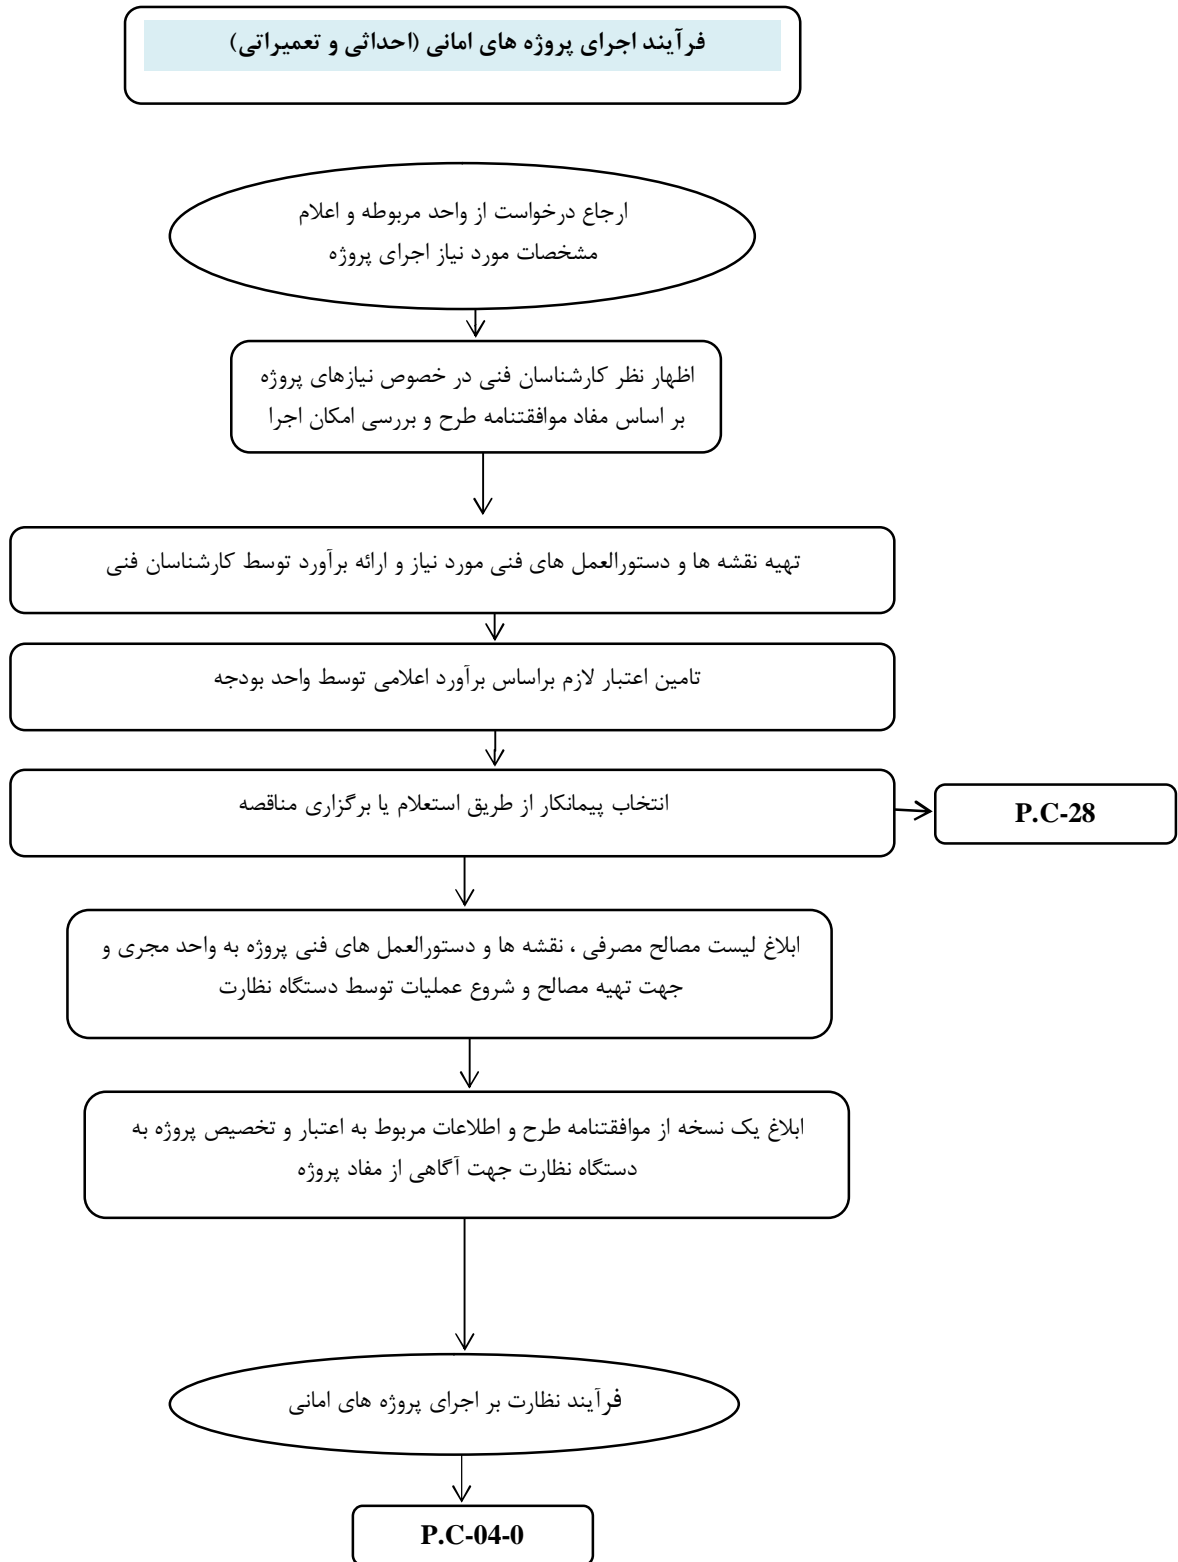 فرآیند اجرای پروژه های امانی (احداثی و تعمیراتی)
ارجاع درخواست از واحد مربوطه و اعلام
مشخصات مورد نیاز اجرای پروژه
اظهار نظر کارشناسان فنی در خصوص نیازهای پروژه
بر اساس مفاد موافقتنامه طرح و بررسی امکان اجرا
تهیه نقشه ها و دستورالعمل های فنی مورد نیاز و ارائه برآورد توسط کارشناسان فنی
تامین اعتبار لازم براساس برآورد اعلامی توسط واحد بودجه
انتخاب پیمانکار از طریق استعلام یا برگزاری مناقصه
P.C-28
ابلاغ لیست مصالح مصرفی ، نقشه ها و دستورالعمل های فنی پروژه به واحد مجری و
جهت تهیه مصالح و شروع عملیات توسط دستگاه نظارت
ابلاغ یک نسخه از موافقتنامه طرح و اطلاعات مربوط به اعتبار و تخصیص پروژه به
دستگاه نظارت جهت آگاهی از مفاد پروژه
فرآیند نظارت بر اجرای پروژه های امانی
P.C-04-0